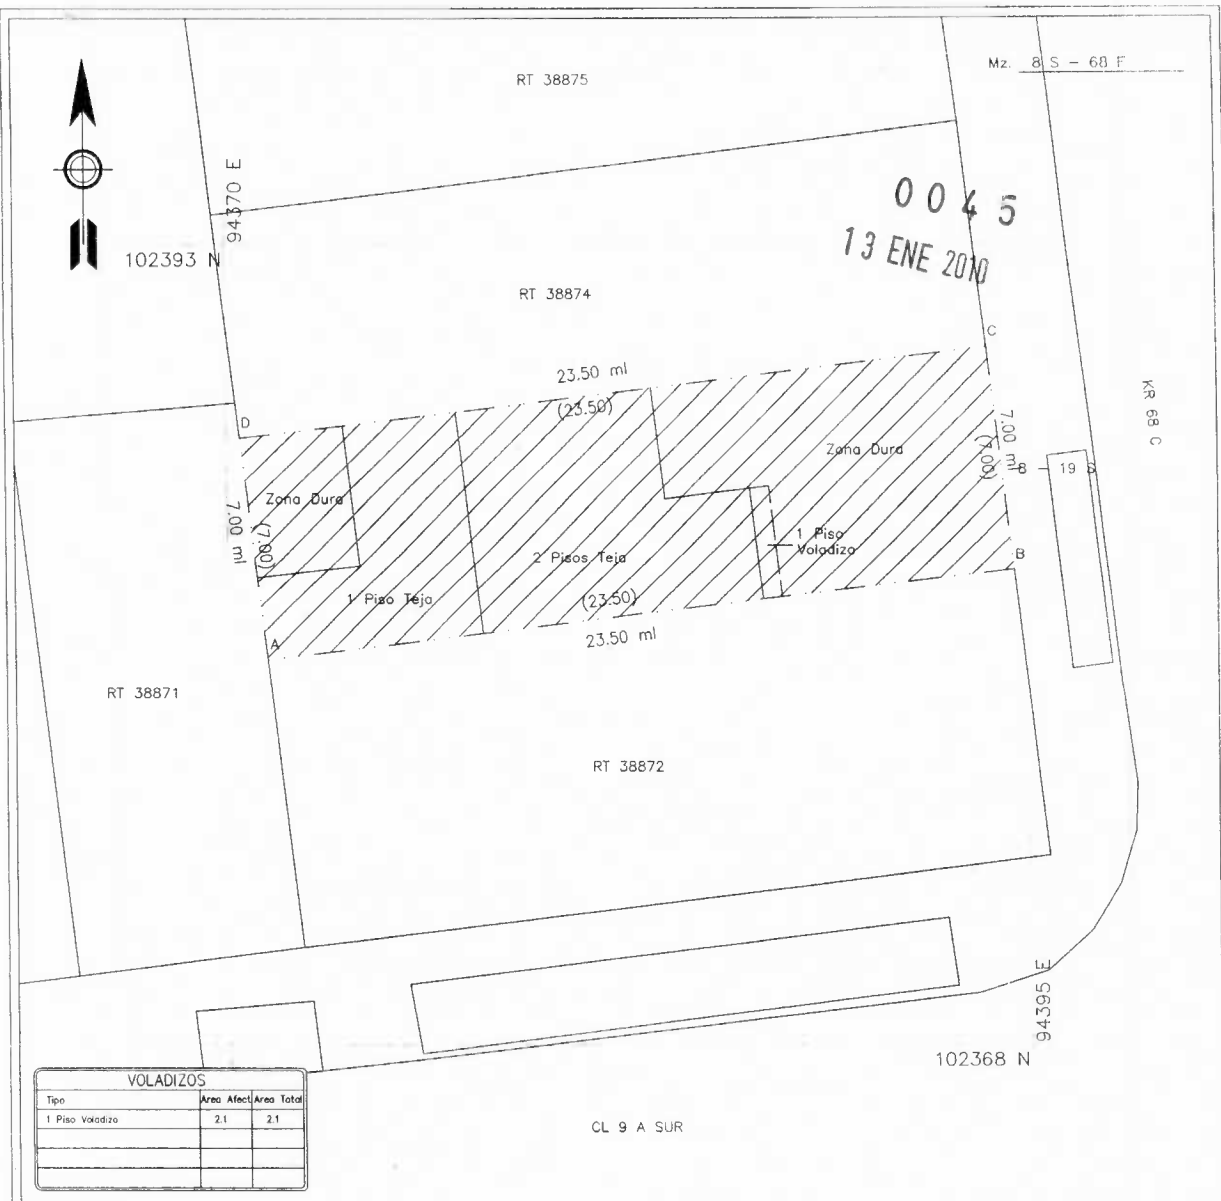 Mz. 8 S - 68 F
RT 38875
94370 E
102393 N
0045
13 ENE 2010
RT 38874
C
23.50 ml
(23.50)
D
KR 68 C
7.00 ml
(7.00)
Zona Dura
8 - 19 S
Zona Dura
7.00 ml
(7.00)
1 Piso
Voladizo
B
2 Pisos Teja
1 Piso Teja
(23.50)
23.50 ml
A
RT 38871
RT 38872
94395 E
102368 N
VOLADIZOS
Tipo Area Afect Area Total
1 Piso Voladizo 2.1 2.1
CL 9 A SUR